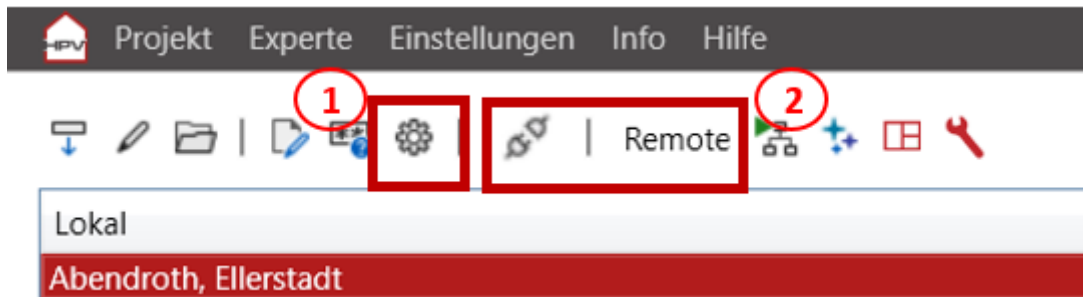 HPV Projekt Experte Einstellungen Info Hilfe
1 2
Remote
Lokal
Abendroth, Ellerstadt